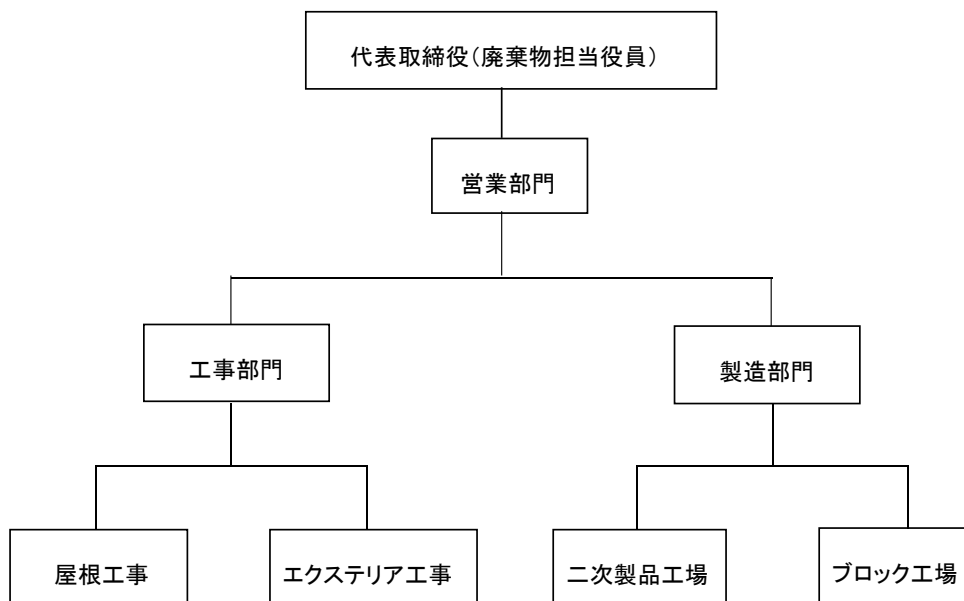 代表取締役(廃棄物担当役員)
営業部門
工事部門
製造部門
屋根工事
エクステリア工事
二次製品工場
ブロック工場